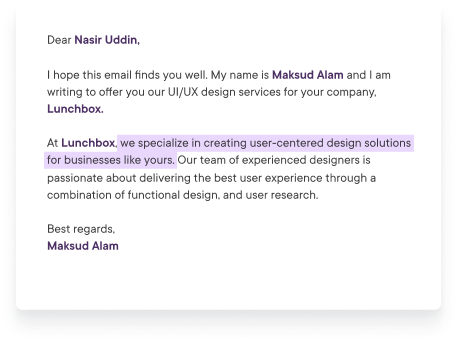 Dear Nasir Uddin,
I hope this email finds you well. My name is Maksud Alam and I am
writing to offer you our UI/UX design services for your company,
Lunchbox.
At Lunchbox, we specialize in creating user-centered design solutions
for businesses like yours. Our team of experienced designers is
passionate about delivering the best user experience through a
combination of functional design, and user research.
Best regards,
Maksud Alam